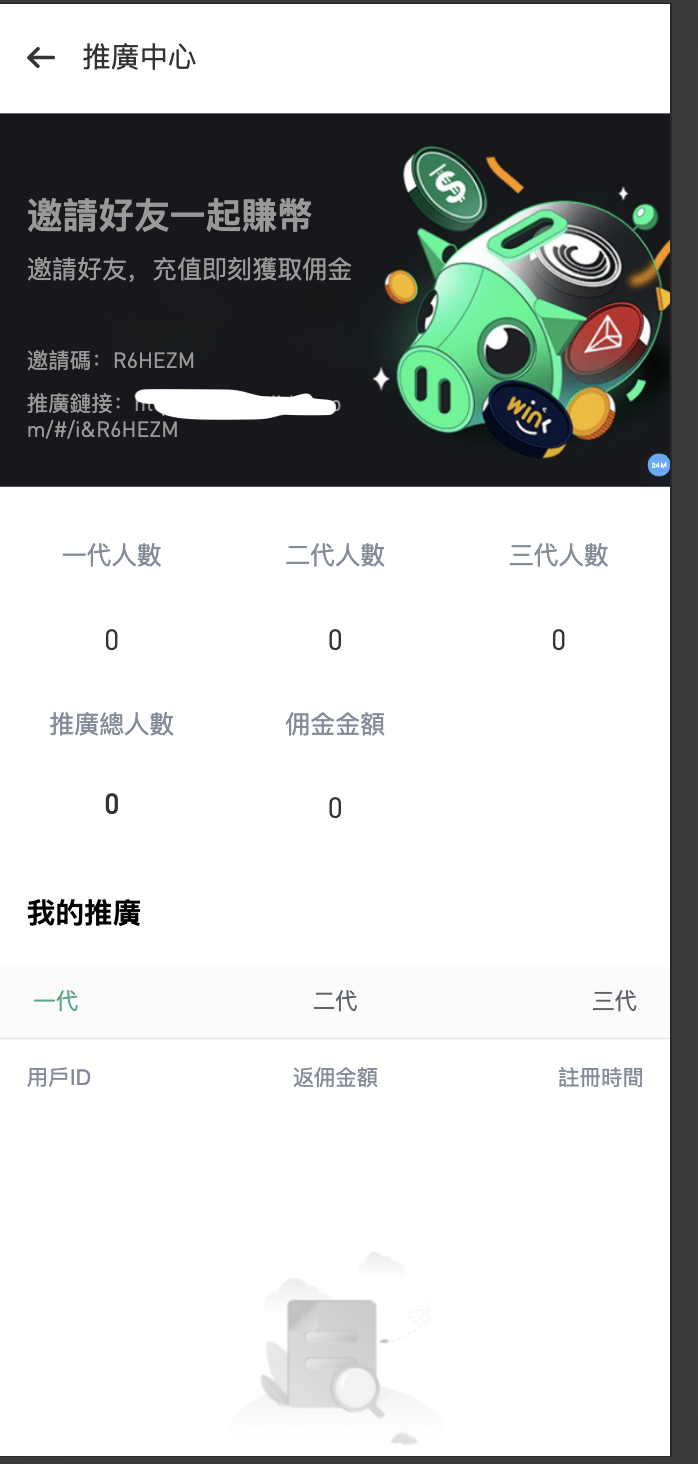 推廣中心
邀請好友一起賺幣
邀請好友，充值即刻獲取佣金
邀請碼：R6HEZM
推廣鏈接：
m/#/i&R6HEZM
WINK
24M
一代人數 二代人數 三代人數
0 0 0
推廣總人數 佣金金額
0 0
我的推廣
一代 二代 三代
用戶ID 返佣金額 註冊時間